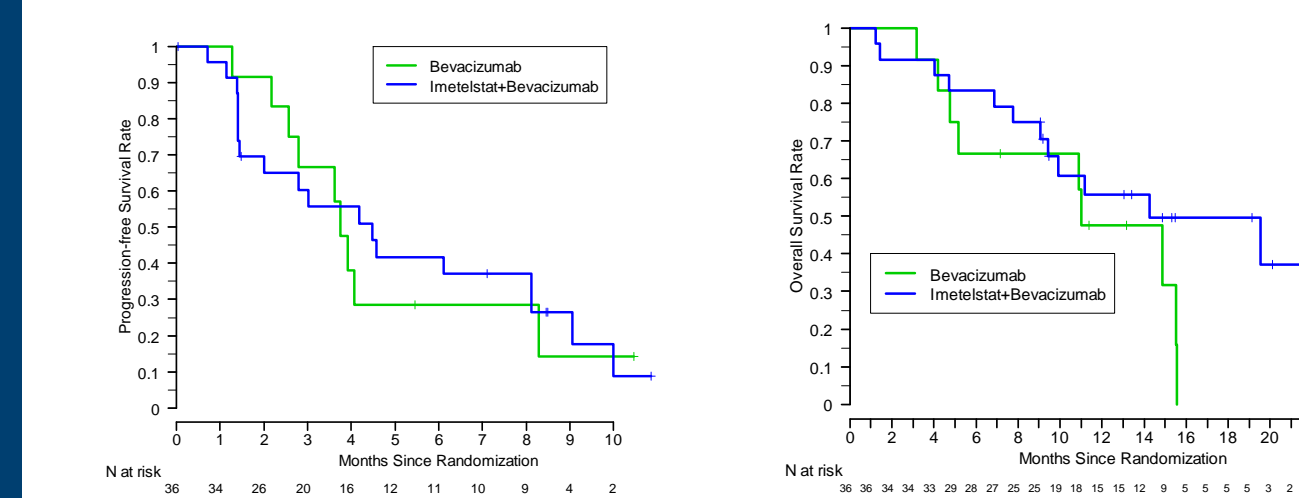 Progression-free Survival Rate
1
0.9
0.8
0.7
0.6
0.5
0.4
0.3
0.2
0.1
0
Bevacizumab
Imetelstat+Bevacizumab
0 1 2 3 4 5 6 7 8 9 10
Months Since Randomization
N at risk
36 34 26 20 16 12 11 10 9 4 2
Overall Survival Rate
1
0.9
0.8
0.7
0.6
0.5
0.4
0.3
0.2
0.1
0
Bevacizumab
Imetelstat+Bevacizumab
0 2 4 6 8 10 12 14 16 18 20
Months Since Randomization
N at risk
36 36 34 34 33 29 28 27 25 25 19 18 15 15 12 9 5 5 5 5 3 2